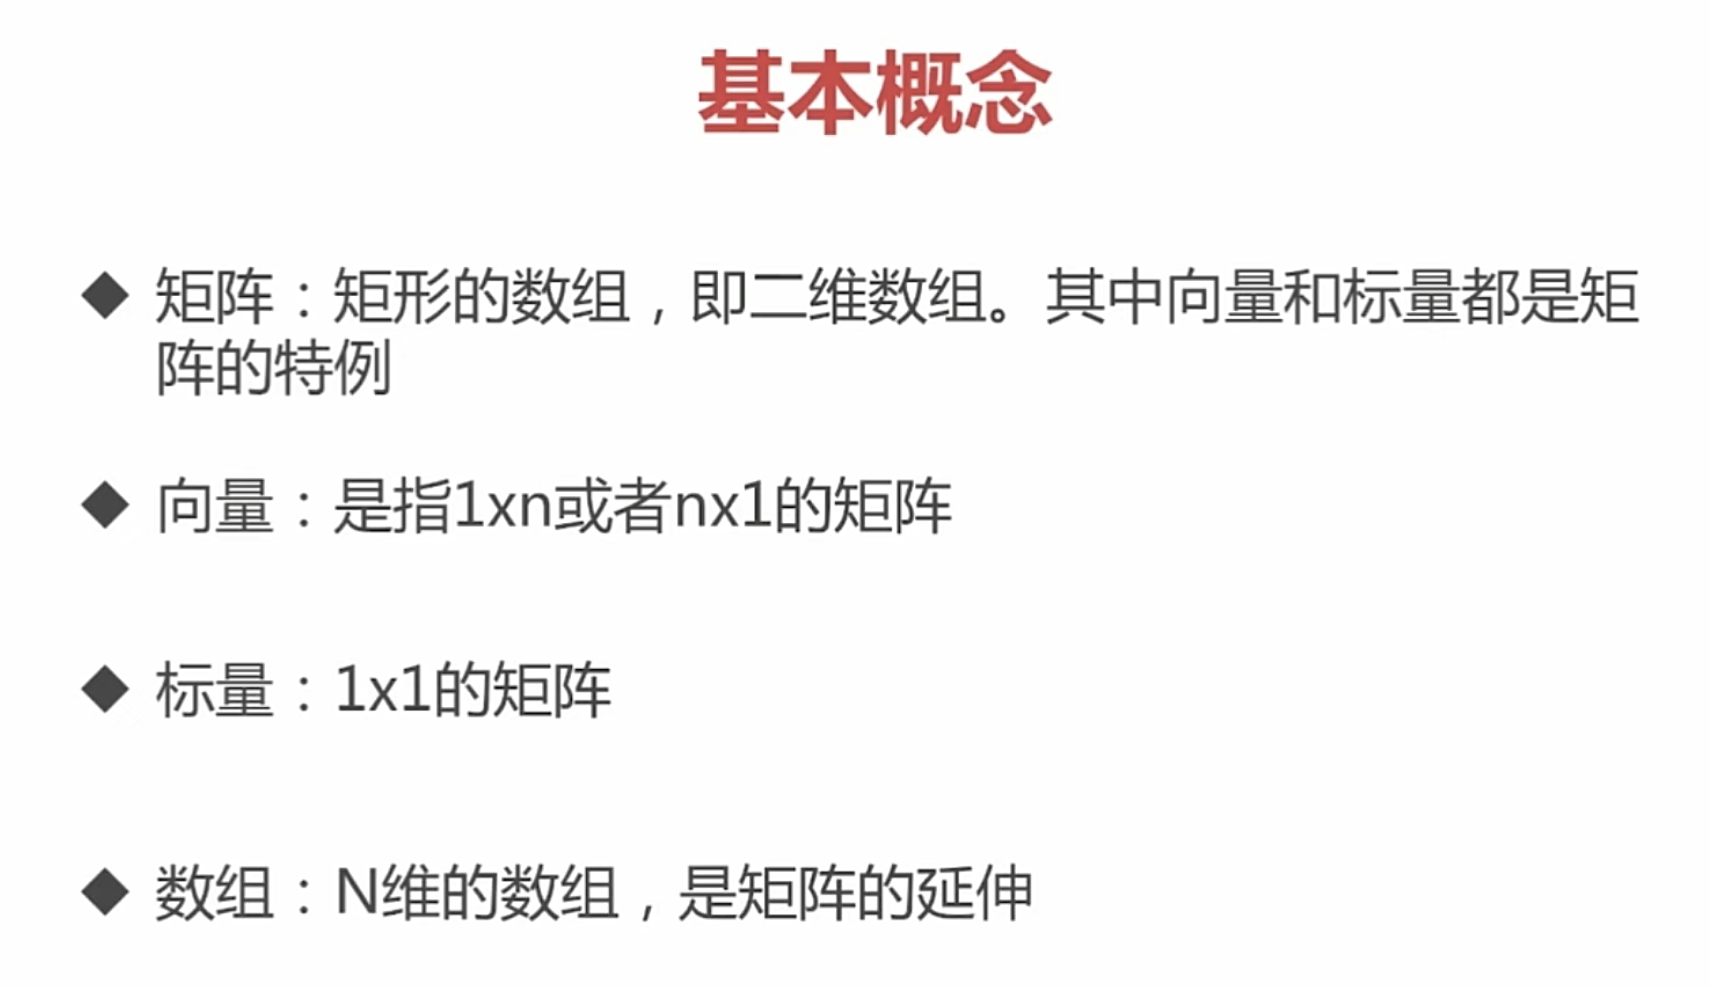 基本概念
◆ 矩阵：矩形的数组，即二维数组。其中向量和标量都是矩
阵的特例
◆ 向量：是指1xn或者nx1的矩阵
◆ 标量：1x1的矩阵
◆ 数组：N维的数组，是矩阵的延伸